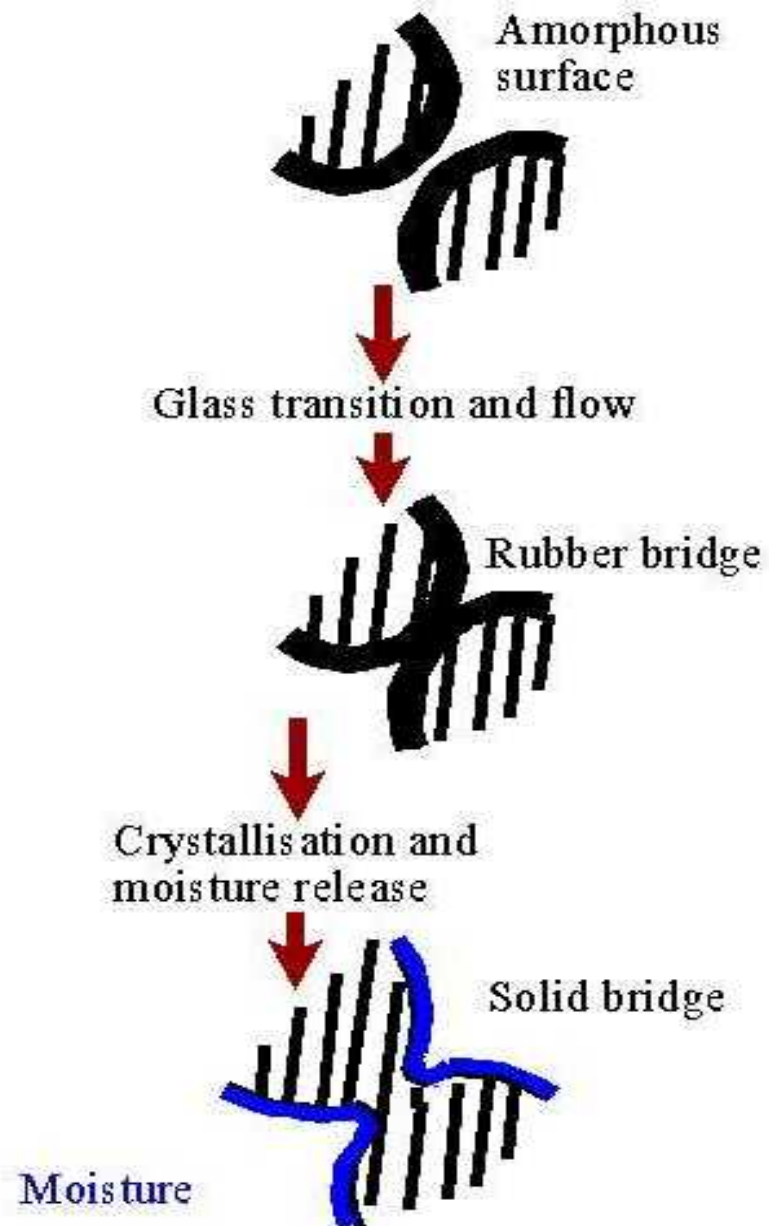 Amorphous
surface
Glass transition and flow
Rubber bridge
Crystallisation and
moisture release
Solid bridge
Moisture